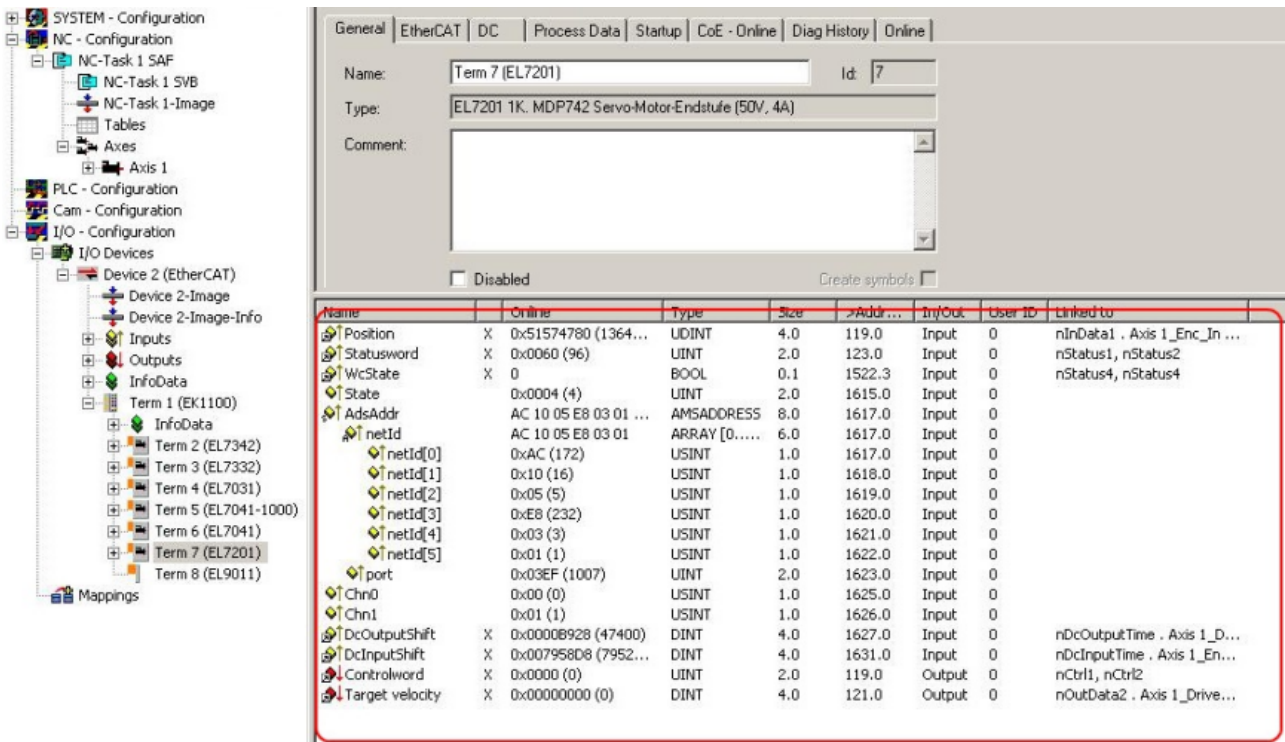 SYSTEM - Configuration
NC - Configuration
NC-Task 1 SAF
NC-Task 1 SVB
NC-Task 1-Image
Tables
Axes
Axis 1
PLC - Configuration
Cam - Configuration
I/O - Configuration
I/O Devices
Device 2 (EtherCAT)
Device 2-Image
Device 2-Image-Info
Inputs
Outputs
InfoData
Term 1 (EK1100)
InfoData
Term 2 (EL7342)
Term 3 (EL7332)
Term 4 (EL7031)
Term 5 (EL7041-1000)
Term 6 (EL7041)
Term 7 (EL7201)
Term 8 (EL9011)
Mappings
General EtherCAT DC Process Data Startup CoE - Online Diag History Online
Name: Term 7 (EL7201) Id: 7
Type: EL7201 1K. MDP742 Servo-Motor-Endstufe (50V, 4A)
Comment:
Disabled Create symbols
Name Online Type Size >Addr... In/Out User ID Linked to
Position X 0x51574780 (1364... UDINT 4.0 119.0 Input 0 nInData1 . Axis 1_Enc_In ...
Statusword X 0x0060 (96) UINT 2.0 123.0 Input 0 nStatus1, nStatus2
WcState X 0 BOOL 0.1 1522.3 Input 0 nStatus4, nStatus4
State 0x0004 (4) UINT 2.0 1615.0 Input 0
AdsAddr AC 10 05 E8 03 01 ... AMSADDRESS 8.0 1617.0 Input 0
netId AC 10 05 E8 03 01 ARRAY [0..... 6.0 1617.0 Input 0
netId[0] 0xAC (172) USINT 1.0 1617.0 Input 0
netId[1] 0x10 (16) USINT 1.0 1618.0 Input 0
netId[2] 0x05 (5) USINT 1.0 1619.0 Input 0
netId[3] 0xE8 (232) USINT 1.0 1620.0 Input 0
netId[4] 0x03 (3) USINT 1.0 1621.0 Input 0
netId[5] 0x01 (1) USINT 1.0 1622.0 Input 0
port 0x03EF (1007) UINT 2.0 1623.0 Input 0
Chn0 0x00 (0) USINT 1.0 1625.0 Input 0
Chn1 0x01 (1) USINT 1.0 1626.0 Input 0
DcOutputShift X 0x0000B928 (47400) DINT 4.0 1627.0 Input 0 nDcOutputTime . Axis 1_D...
DcInputShift X 0x007958D8 (7952... DINT 4.0 1631.0 Input 0 nDcInputTime . Axis 1_En...
Controlword X 0x0000 (0) UINT 2.0 119.0 Output 0 nCtrl1, nCtrl2
Target velocity X 0x00000000 (0) DINT 4.0 121.0 Output 0 nOutData2 . Axis 1_Drive...